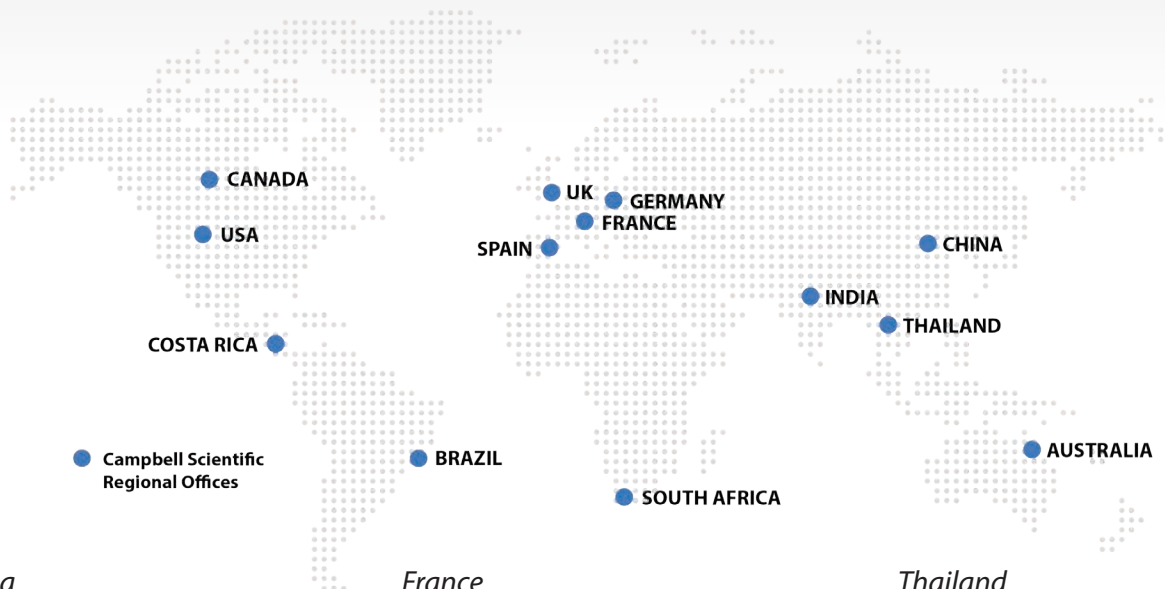 CANADA
UK
GERMANY
FRANCE
USA
SPAIN
CHINA
INDIA
THAILAND
COSTA RICA
Campbell Scientific
Regional Offices
BRAZIL
AUSTRALIA
SOUTH AFRICA
France
Thailand